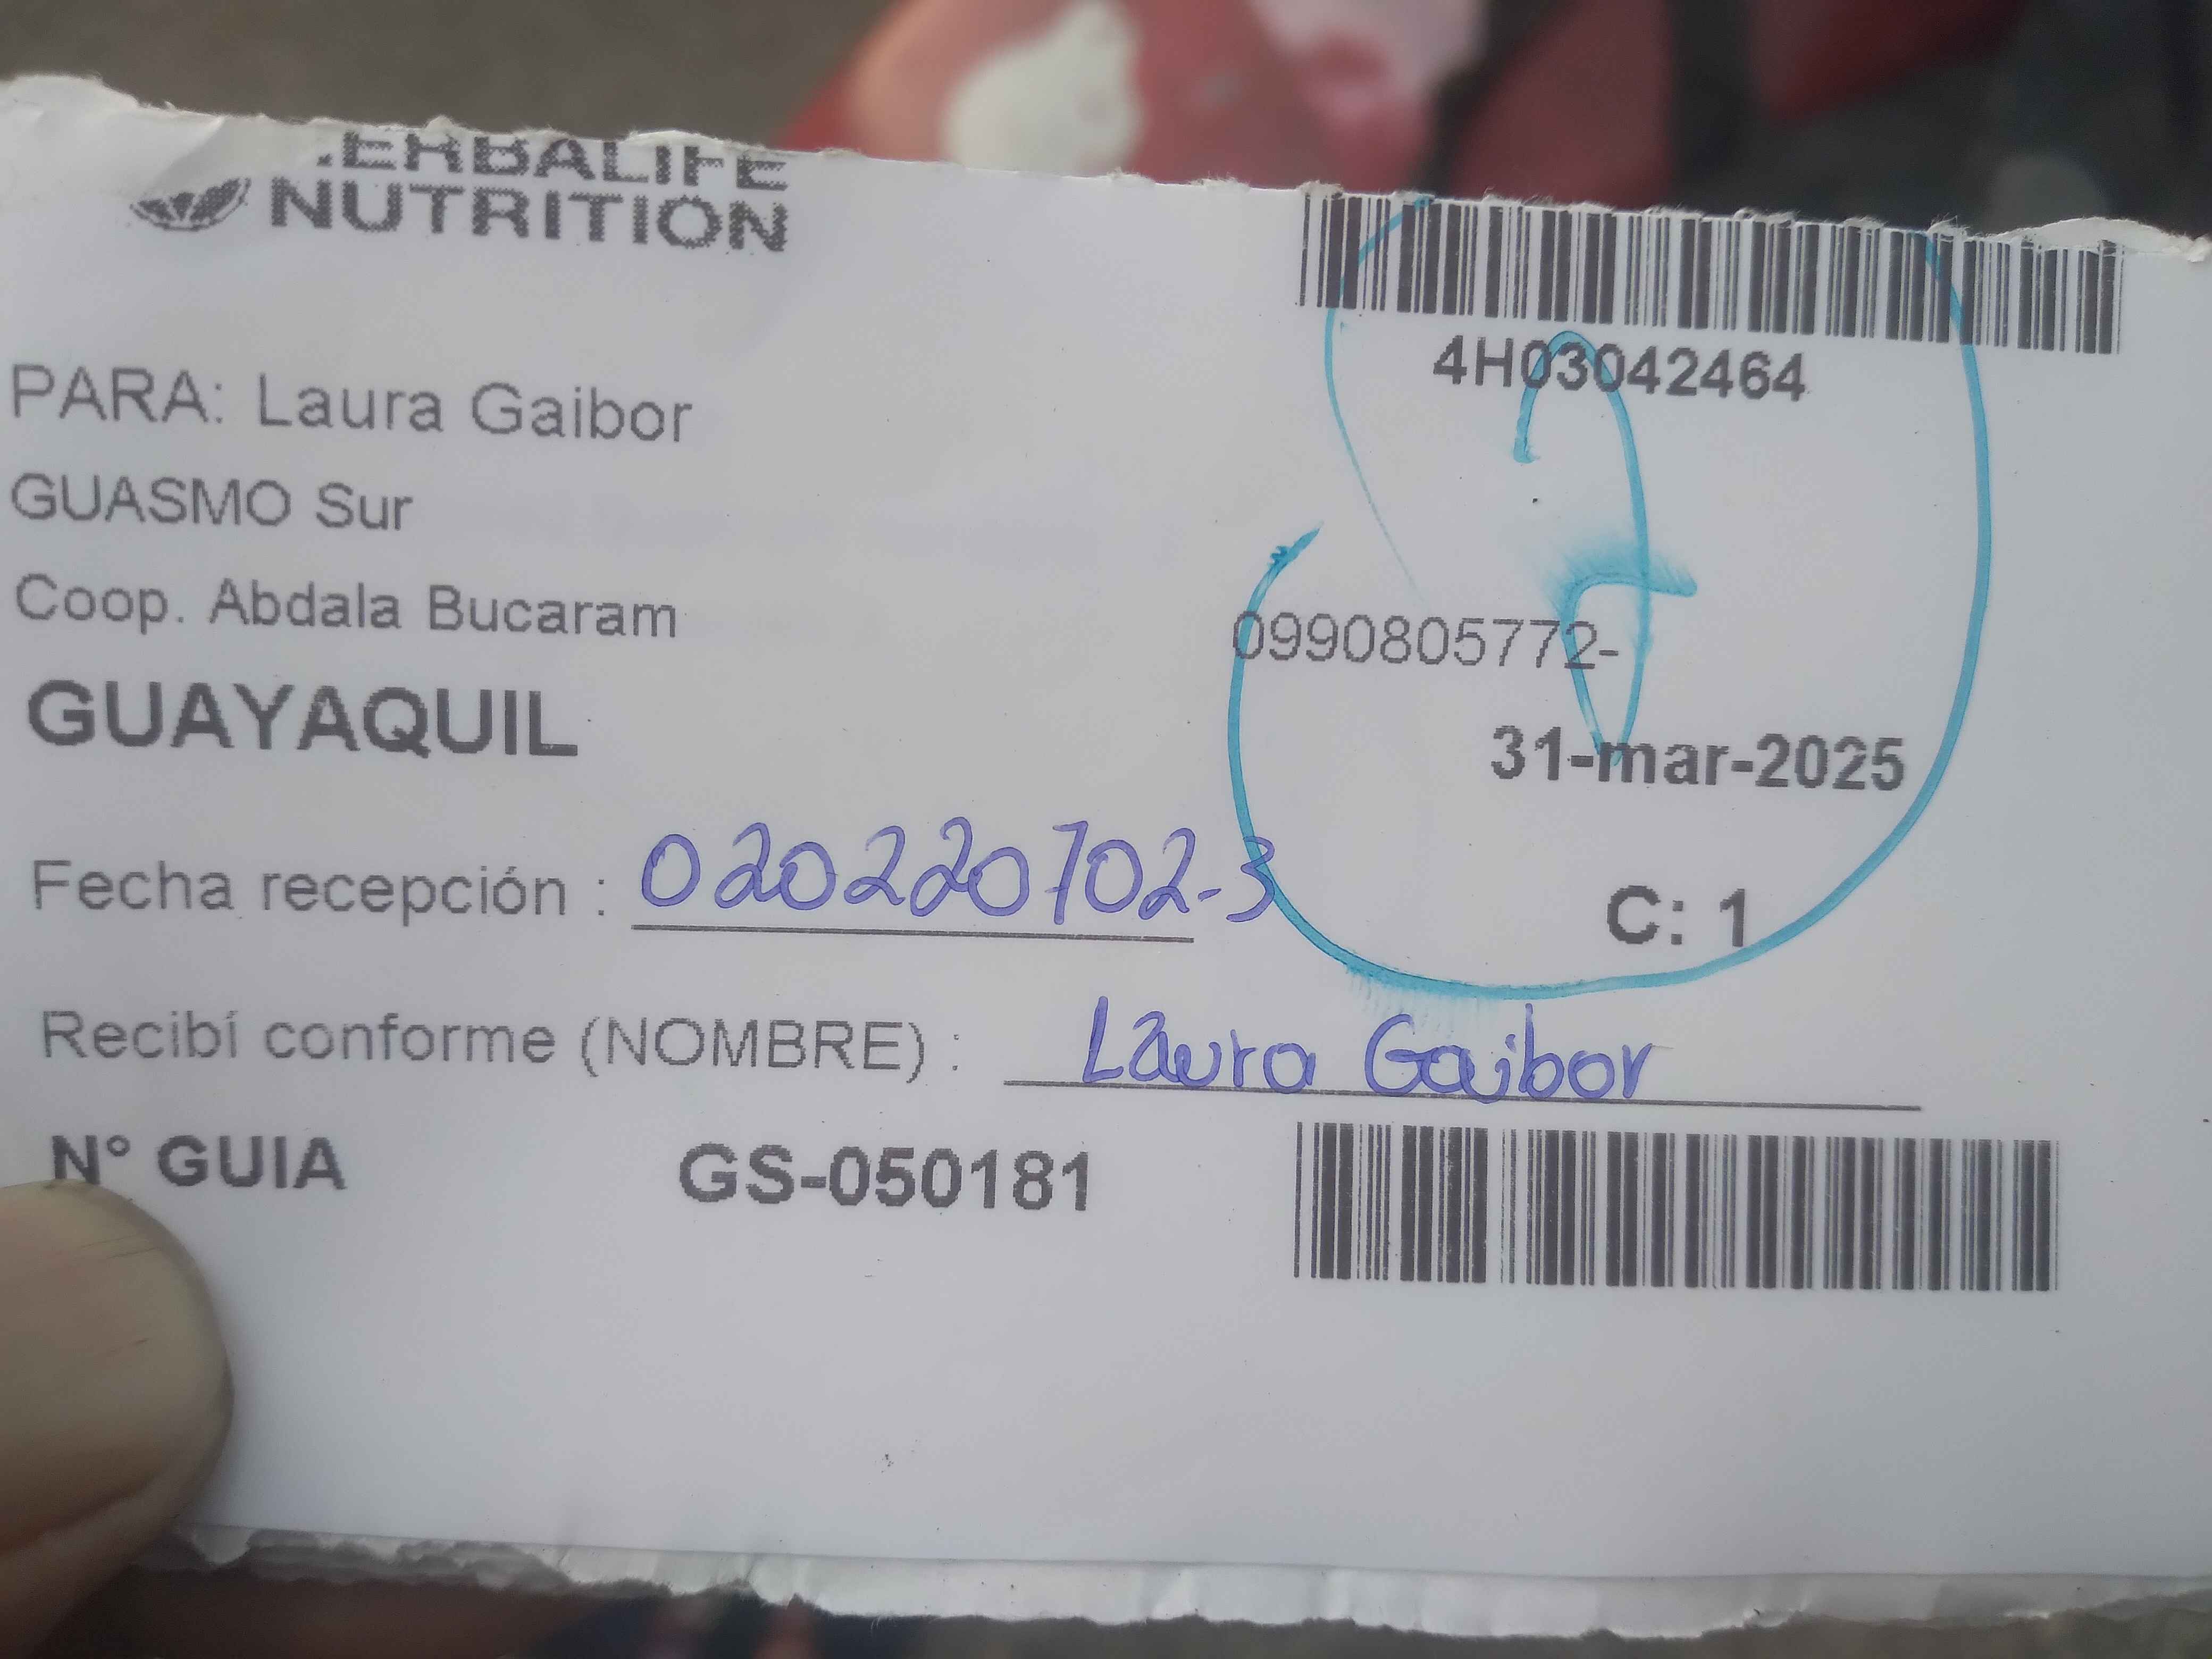 HERBALIFE
NUTRITION
4H03042464
PARA: Laura Gaibor
GUASMO Sur
Coop. Abdala Bucaram
0990805772-
GUAYAQUIL
31-mar-2025
Fecha recepción : 020220702-3
C: 1
Recibí conforme (NOMBRE) : Laura Gaibor
N° GUIA GS-050181